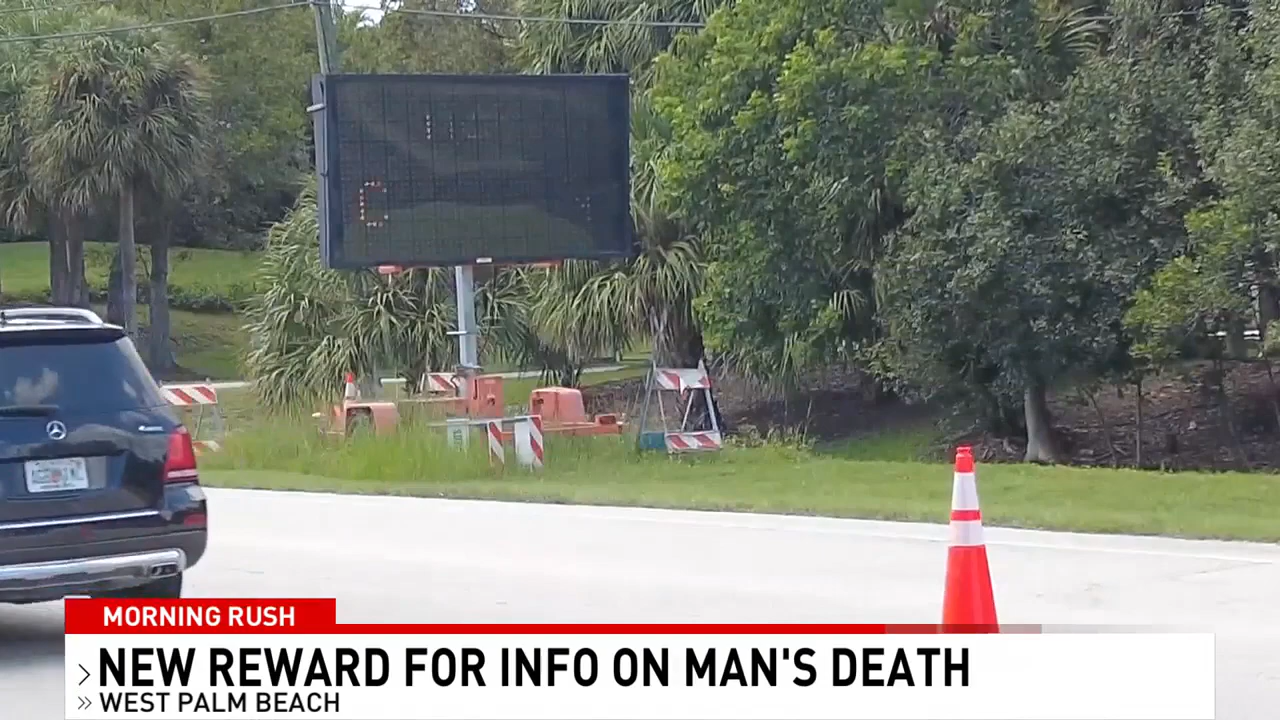 MORNING RUSH
NEW REWARD FOR INFO ON MAN'S DEATH
WEST PALM BEACH